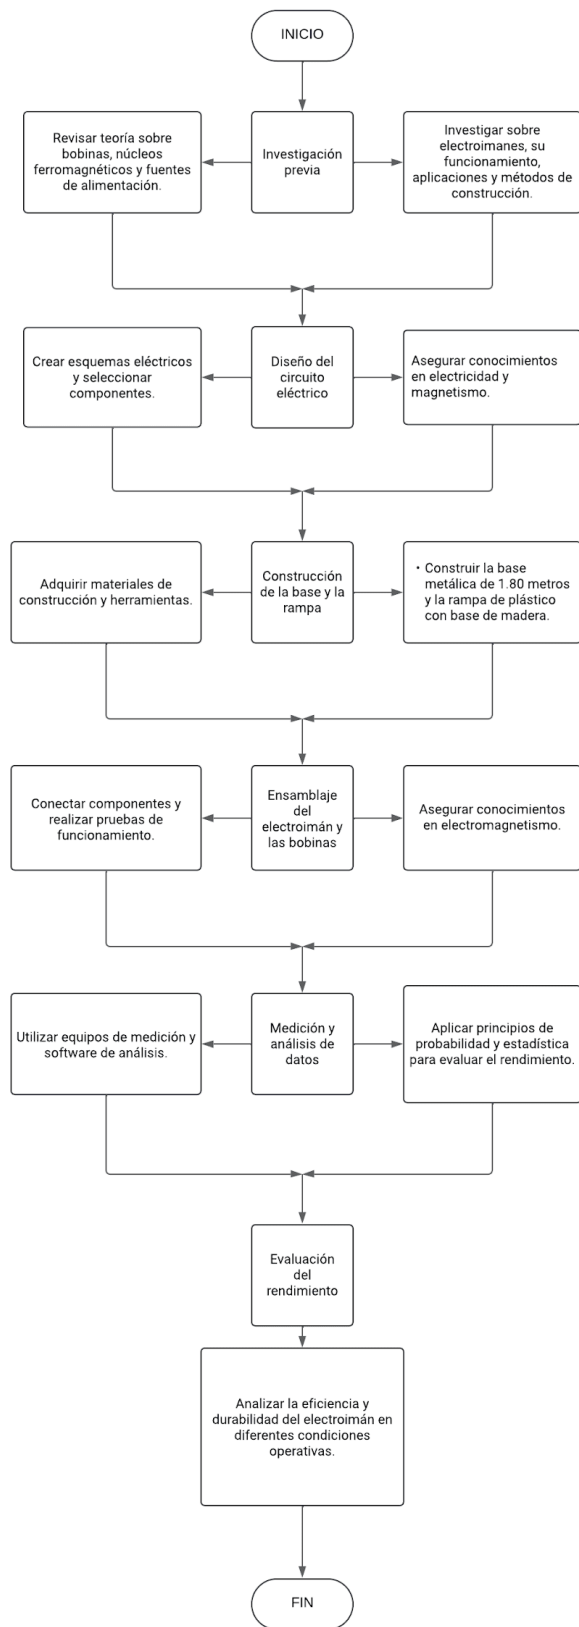 INICIO
Revisar teoría sobre
bobinas, núcleos
ferromagnéticos y fuentes
de alimentación.
Investigación
previa
Investigar sobre
electroimanes, su
funcionamiento,
aplicaciones y métodos
de construcción.
Crear esquemas eléctricos
y seleccionar
componentes.
Diseño del
circuito
eléctrico
Asegurar conocimientos
en electricidad y
magnetismo.
Adquirir materiales de
construcción y herramientas.
Construcción
de la base y la
rampa
• Construir la base
metálica de 1.80 metros
y la rampa de plástico
con base de madera.
Conectar componentes y
realizar pruebas de
funcionamiento.
Ensamblaje
del
electroimán y
las bobinas
Asegurar conocimientos
en electromagnetismo.
Utilizar equipos de medición y
software de análisis.
Medición y
análisis de
datos
Aplicar principios de
probabilidad y estadística
para evaluar el rendimiento.
Evaluación
del
rendimiento
Analizar la eficiencia y
durabilidad del electroimán en
diferentes condiciones
operativas.
FIN